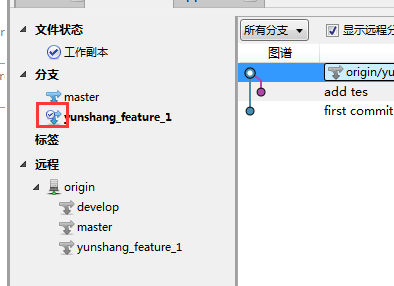 文件状态
工作副本
分支
master
yunshang_feature_1
标签
远程
origin
develop
master
yunshang_feature_1
所有分支
显示远程分
图谱
origin/yu
add tes
first commit